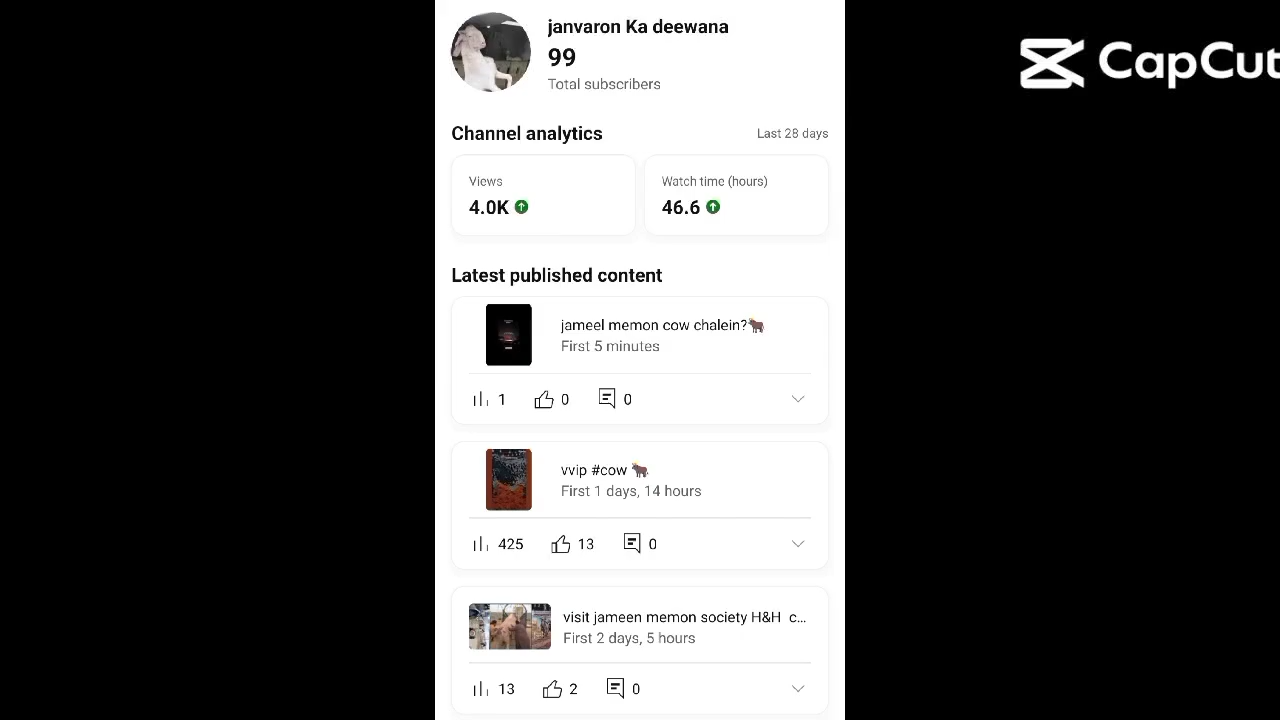 janvaron Ka deewana
99
Total subscribers
CapCut
Channel analytics
Last 28 days
Views
4.0K
Watch time (hours)
46.6
Latest published content
jameel memon cow chalein?🐂
First 5 minutes
1 0 0
vvip #cow 🐂
First 1 days, 14 hours
425 13 0
visit jameen memon society H&H c...
First 2 days, 5 hours
13 2 0